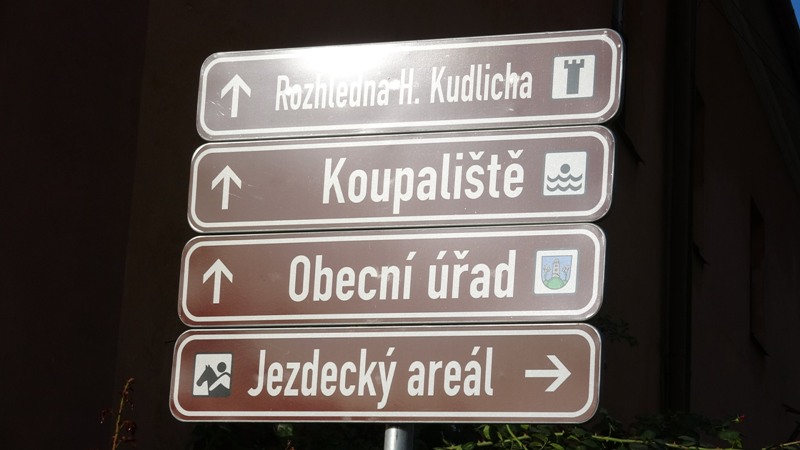 Rozhledna H. Kudlicha
Koupaliště
Obecní úřad
Jezdecký areál